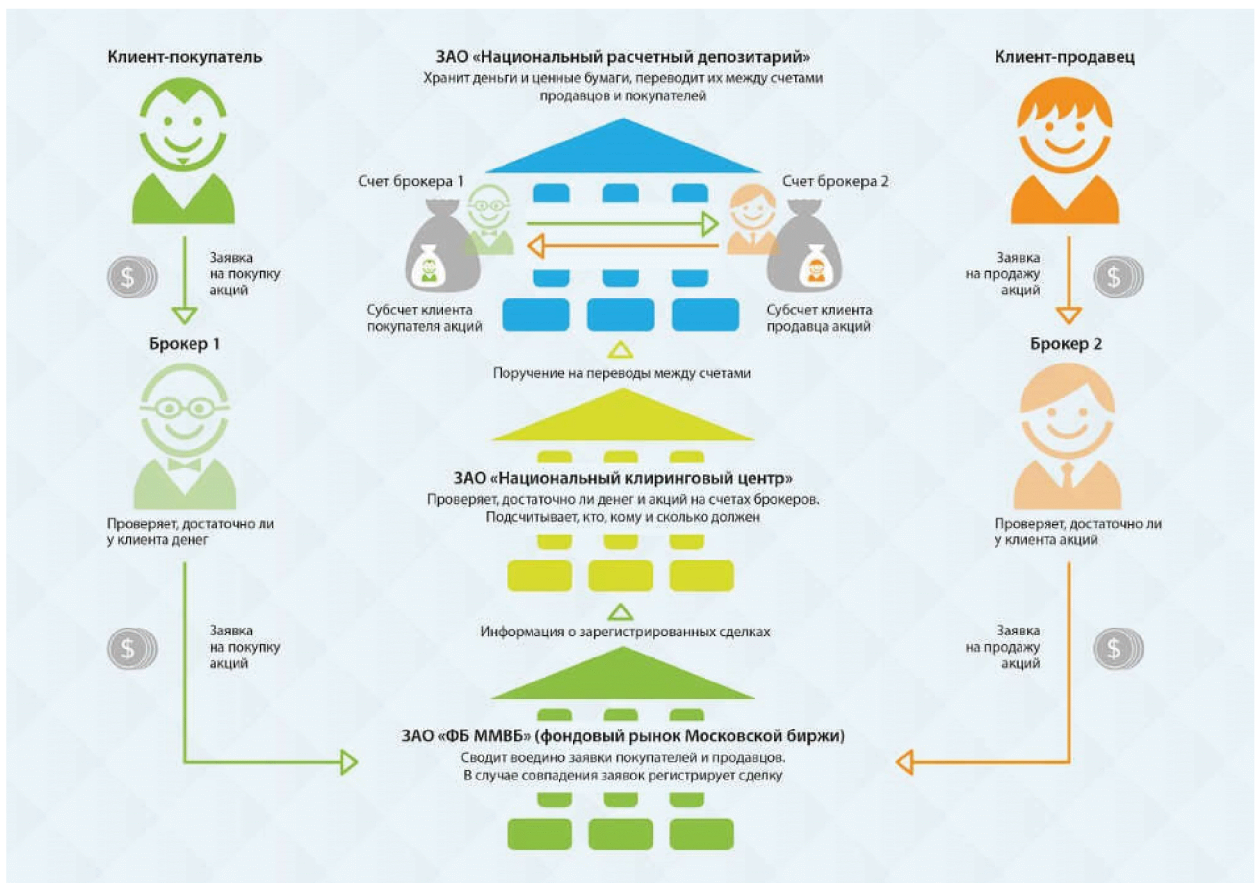 Клиент-покупатель
Заявка
на покупку
акций
$
Брокер 1
Проверяет, достаточно ли
у клиента денег
Заявка
на покупку
акций
$
ЗАО «Национальный расчетный депозитарий»
Хранит деньги и ценные бумаги, переводит их между счетами
продавцов и покупателей
Счет брокера 1
Счет брокера 2
Субсчет клиента
покупателя акций
Субсчет клиента
продавца акций
Поручение на переводы между счетами
ЗАО «Национальный клиринговый центр»
Проверяет, достаточно ли денег и акций на счетах брокеров.
Подсчитывает, кто, кому и сколько должен
Информация о зарегистрированных сделках
ЗАО «ФБ ММВБ» (фондовый рынок Московской биржи)
Сводит воедино заявки покупателей и продавцов.
В случае совпадения заявок регистрирует сделку
Клиент-продавец
Заявка
на продажу
акций
$
Брокер 2
Проверяет, достаточно ли
у клиента акций
Заявка
на продажу
акций
$